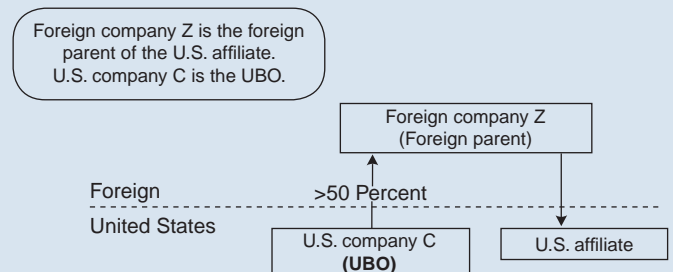 Foreign company Z is the foreign
parent of the U.S. affiliate.
U.S. company C is the UBO.
Foreign company Z
(Foreign parent)
Foreign
>50 Percent
United States
U.S. company C
(UBO)
U.S. affiliate